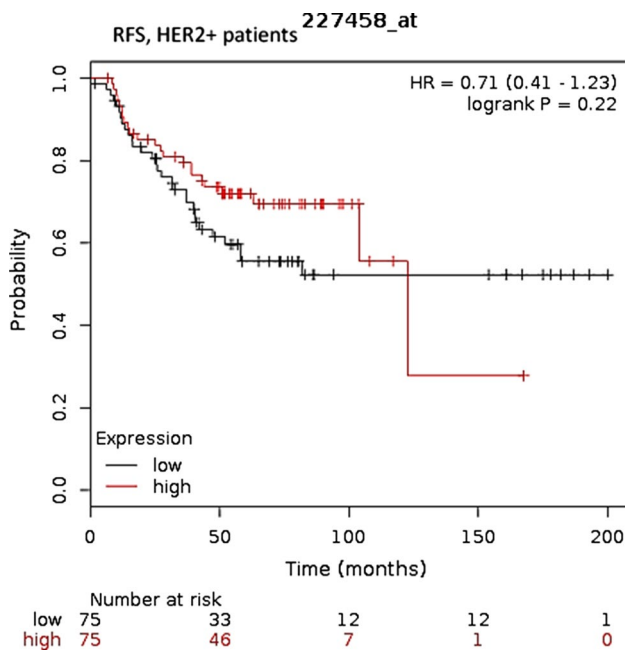 RFS, HER2+ patients 227458_at
HR = 0.71 (0.41 - 1.23)
logrank P = 0.22
Probability
1.0
0.8
0.6
0.4
0.2
0.0
Expression
low
high
0 50 100 150 200
Time (months)
Number at risk
low 75 33 12 12 1
high 75 46 7 1 0